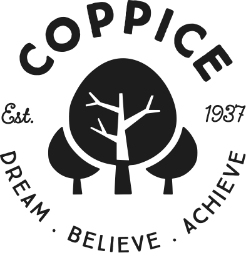 COPPICE
Est. 1937
DREAM . BELIEVE . ACHIEVE